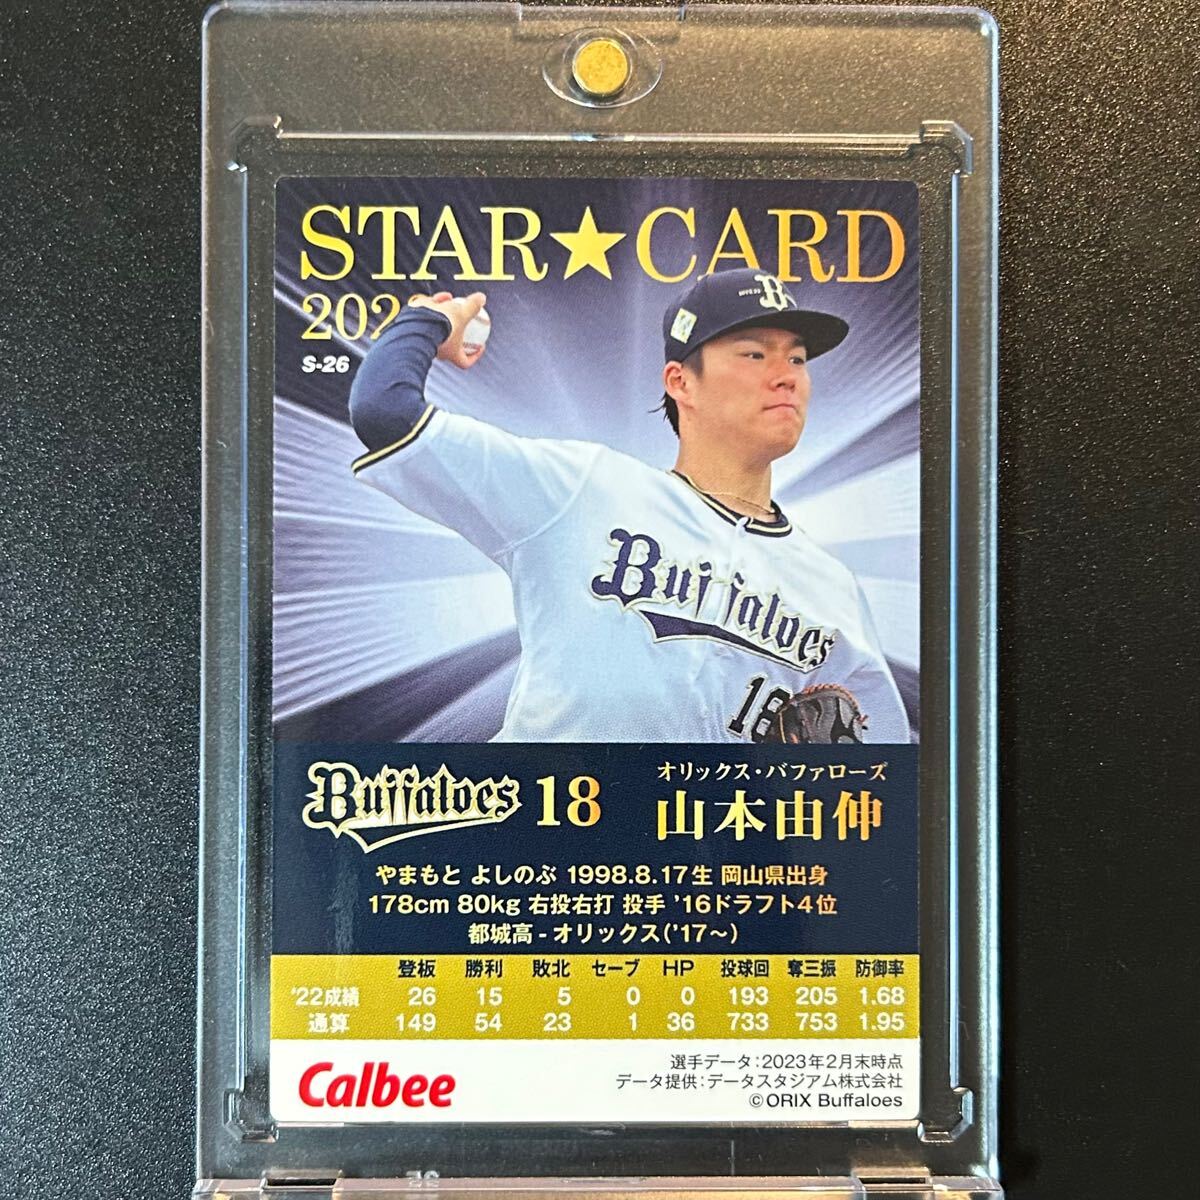 STAR★CARD
202
S-26
Buffaloes
18
Buffaloes 18
オリックス・バファローズ
山本由伸
やまもと よしのぶ 1998.8.17生 岡山県出身
178cm 80kg 右投右打 投手 '16ドラフト4位
都城高-オリックス('17～)
登板 勝利 敗北 セーブ HP 投球回 奪三振 防御率
'22成績 26 15 5 0 0 193 205 1.68
通算 149 54 23 1 36 733 753 1.95
Calbee
選手データ:2023年2月末時点
データ提供:データスタジアム株式会社
©ORIX Buffaloes